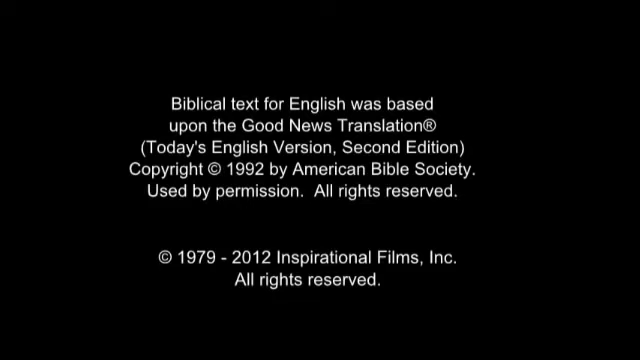 Biblical text for English was based
upon the Good News Translation®
(Today's English Version, Second Edition)
Copyright © 1992 by American Bible Society.
Used by permission.  All rights reserved.
© 1979 - 2012 Inspirational Films, Inc.
All rights reserved.